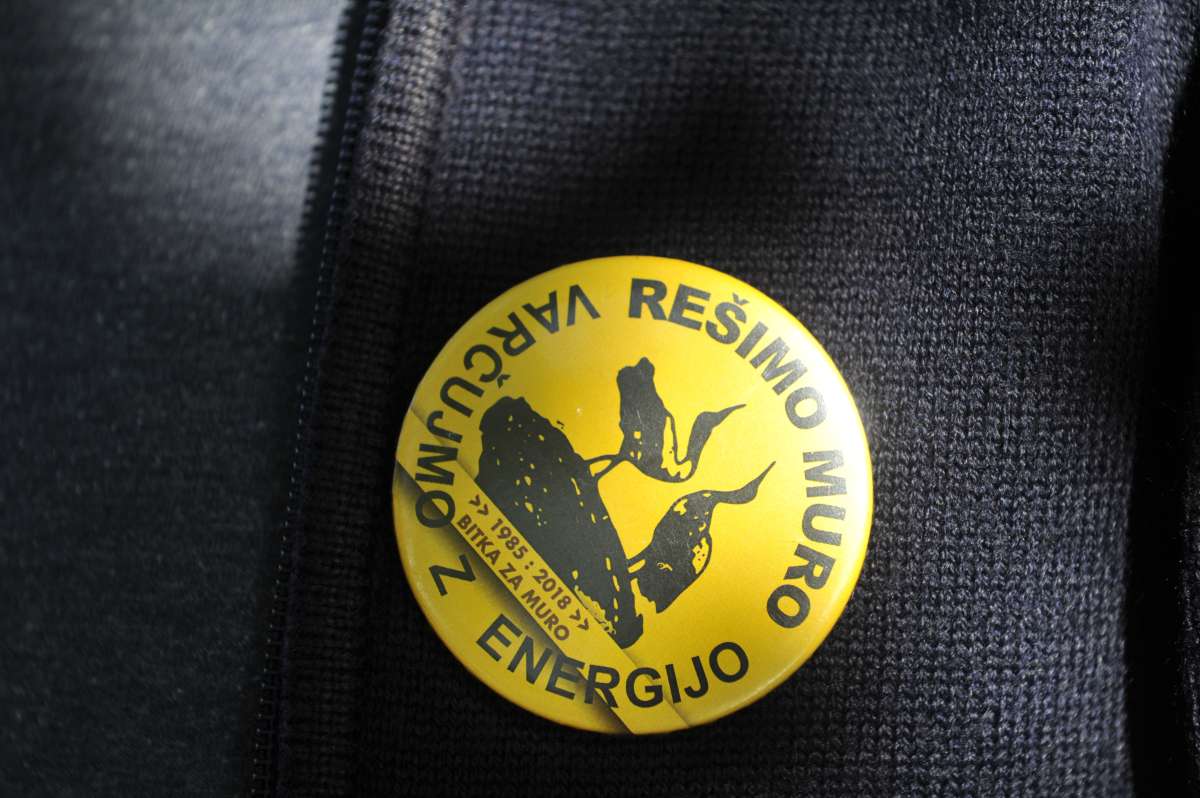 REŠIMO MURO
VARČUJMO Z ENERGIJO
>> 1985 : 2018 >>
BITKA ZA MURO